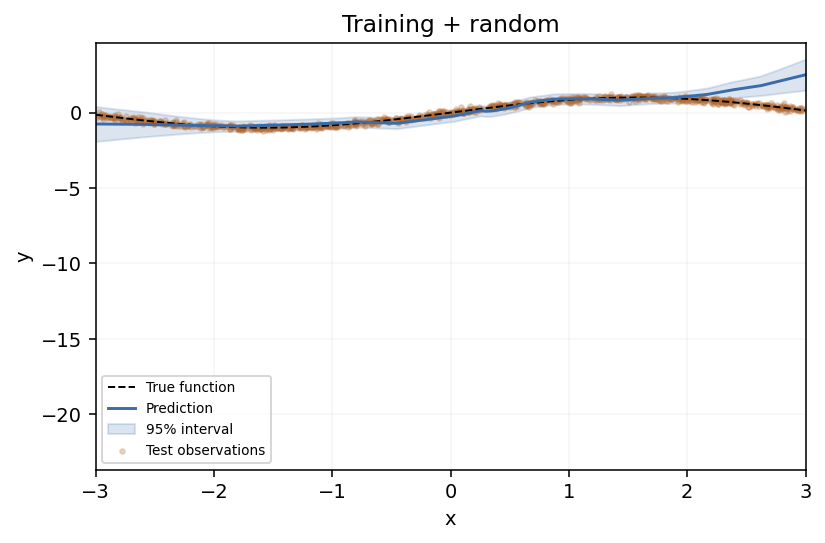 Training + random
0
−5
−10
−15
−20
y
−3
−2
−1
0
1
2
3
x
True function
Prediction
95% interval
Test observations